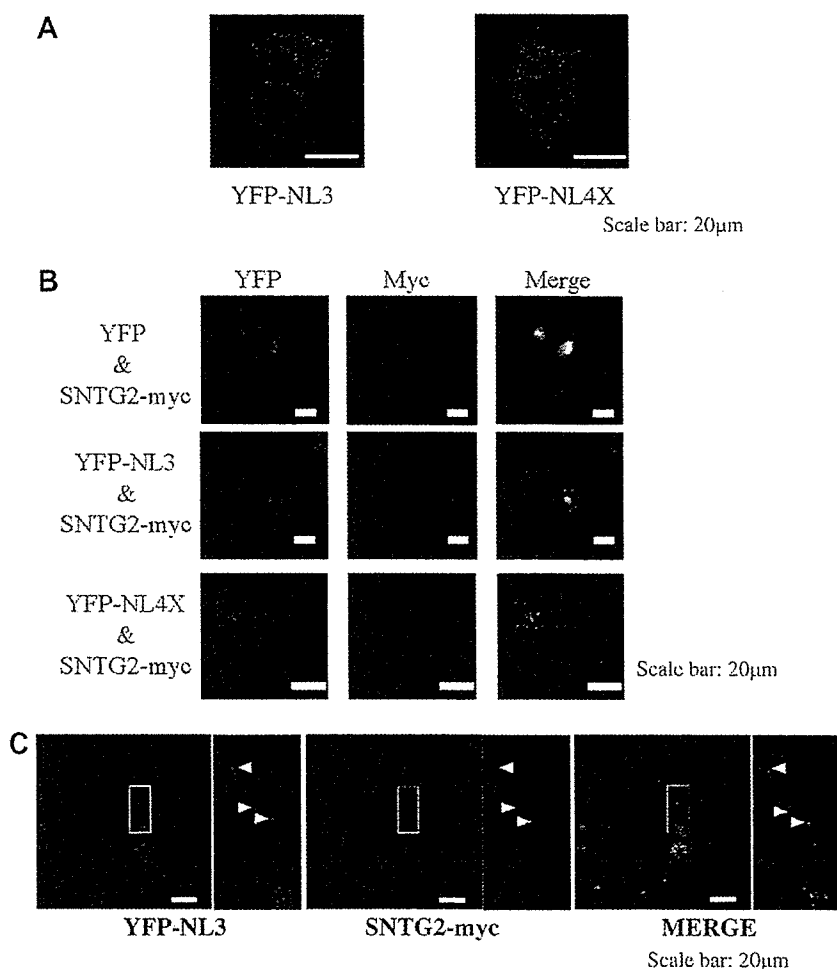 A
YFP-NL3
YFP-NL4X
Scale bar: 20µm
B
YFP
Myc
Merge
YFP
&
SNTG2-myc
YFP-NL3
&
SNTG2-myc
YFP-NL4X
&
SNTG2-myc
Scale bar: 20µm
C
YFP-NL3
SNTG2-myc
MERGE
Scale bar: 20µm